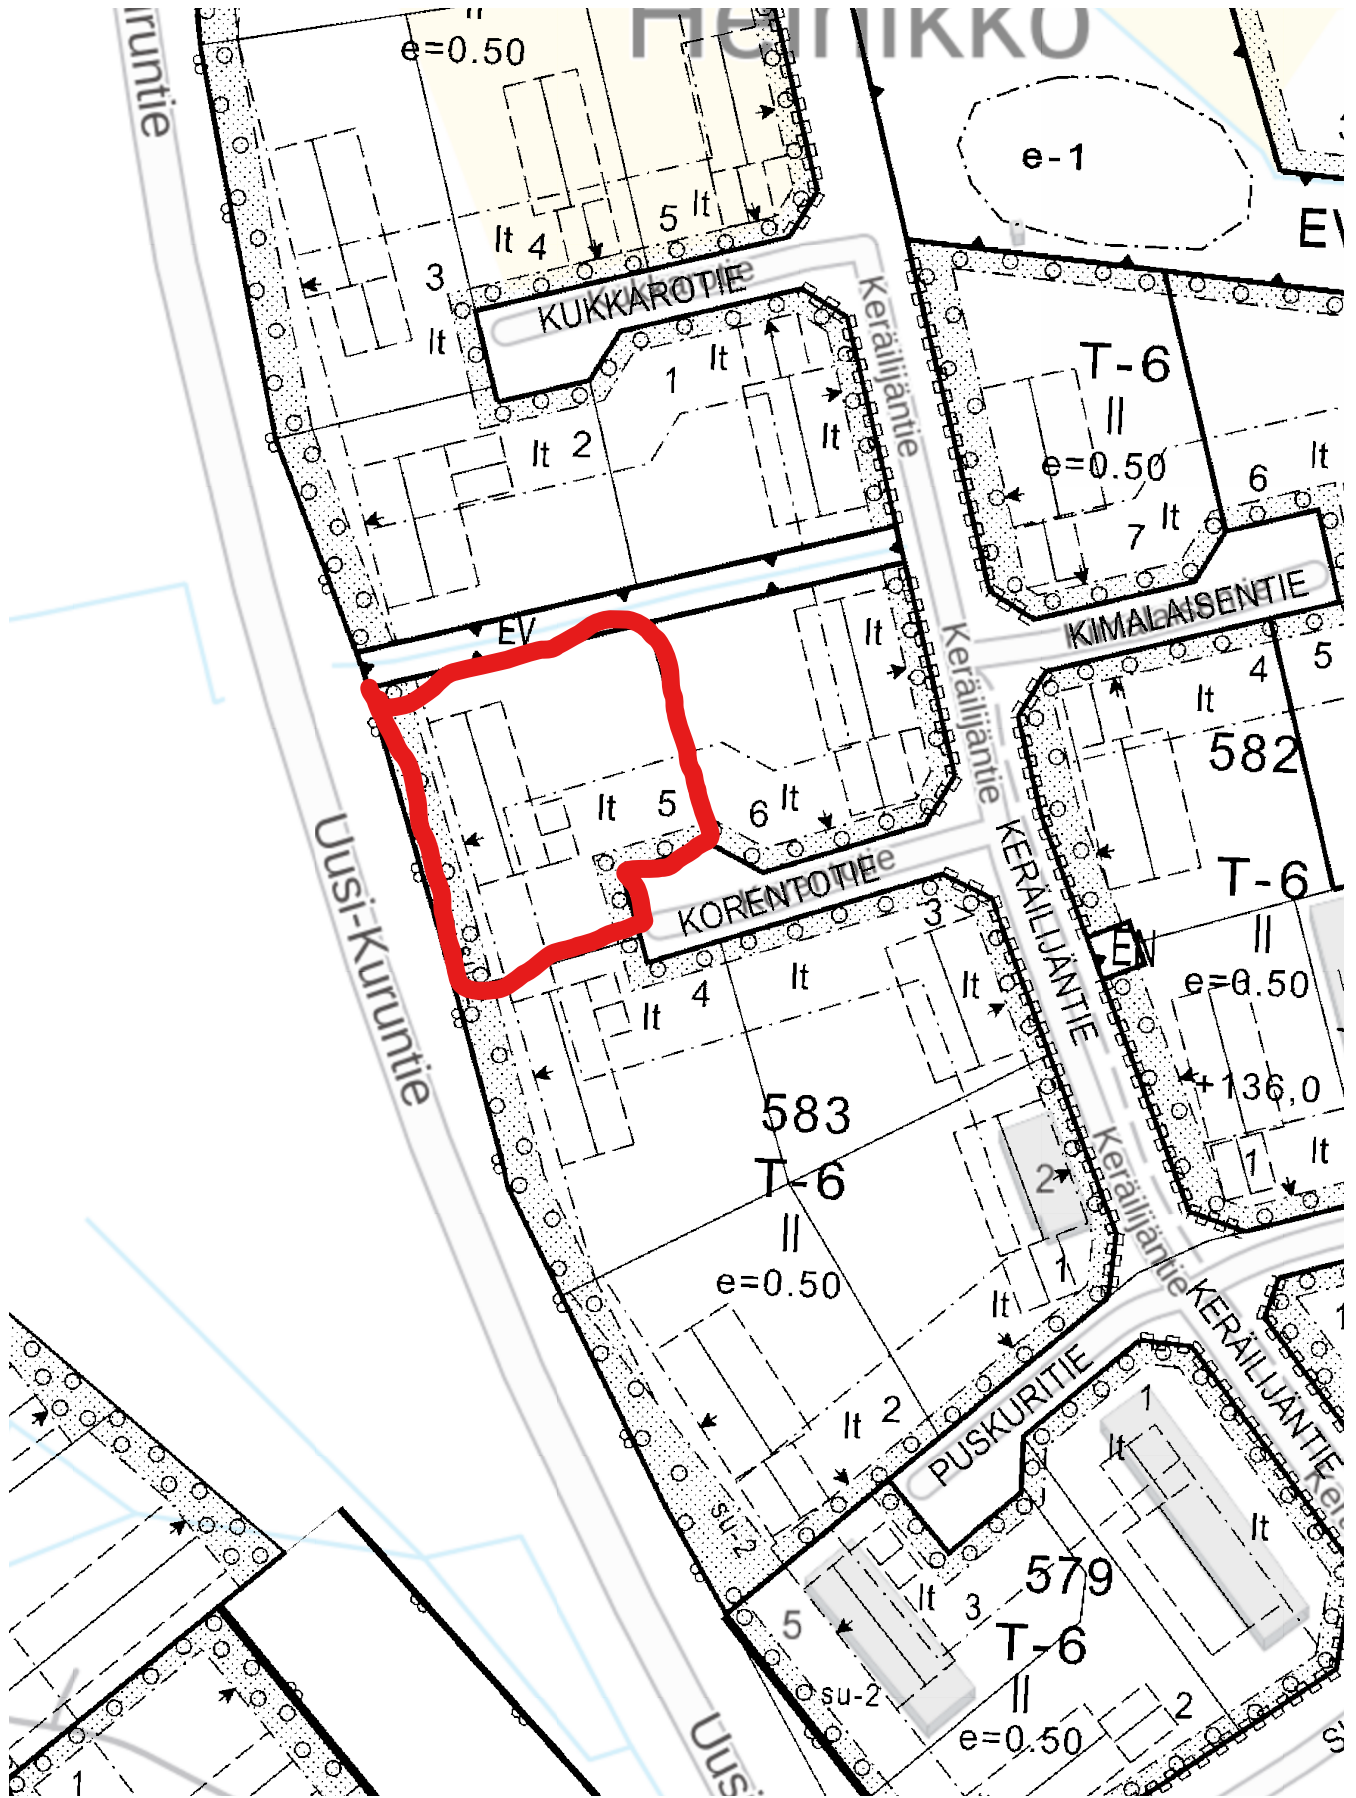 Heinikko
II
e=0.50
e-1
EV
lt
4
5
lt
3
lt
KUKKAROTIE
Kukkarotie
Keräilijäntie
lt
1
lt
2
lt
T-6
II
e=0.50
6
lt
7
lt
KIMALAISENTIE
EV
lt
Keräilijäntie
4
5
lt
582
lt
5
6
lt
Uusi-Kuruntie
KORENTOTIE
Korentotie
KERÄILIJÄNTIE
3
T-6
II
EN
e=0.50
4
lt
lt
lt
+136,0
583
T-6
II
e=0.50
2
Keräilijäntie
1
lt
1
lt
KERÄILIJÄNTIE
PUSKURITIE
2
lt
1
lt
lt
su-2
579
T-6
II
e=0.50
lt
3
5
su-2
2
1